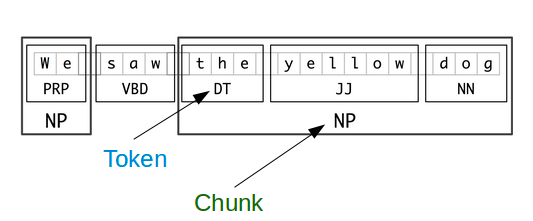 We saw the yellow dog
PRP VBD DT JJ NN
NP NP
Token
Chunk